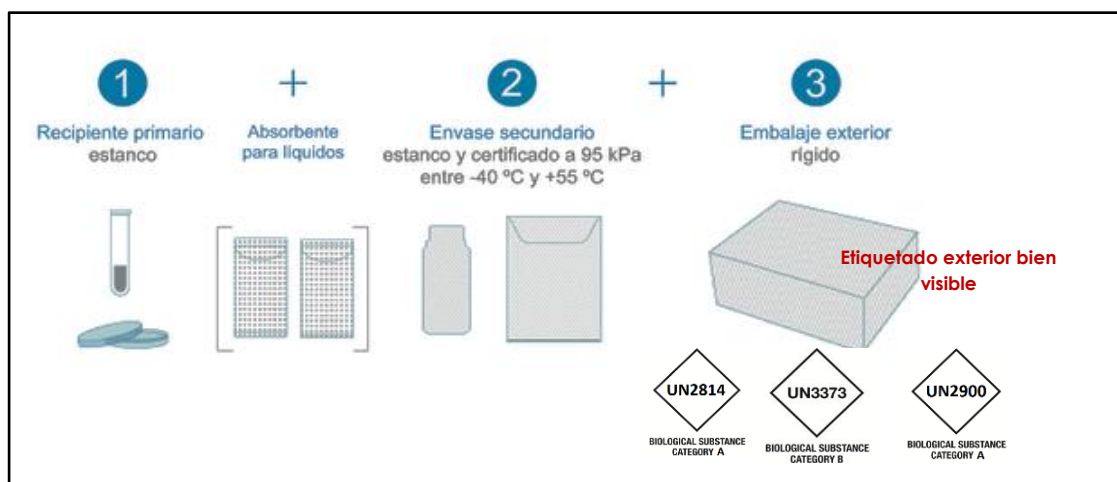 1
+
2
+
3
Recipiente primario
estanco
Absorbente
para líquidos
Envase secundario
estanco y certificado a 95 kPa
entre -40 ºC y +55 ºC
Embalaje exterior
rígido
Etiquetado exterior bien
visible
UN2814
BIOLOGICAL SUBSTANCE
CATEGORY A
UN3373
BIOLOGICAL SUBSTANCE
CATEGORY B
UN2900
BIOLOGICAL SUBSTANCE
CATEGORY A